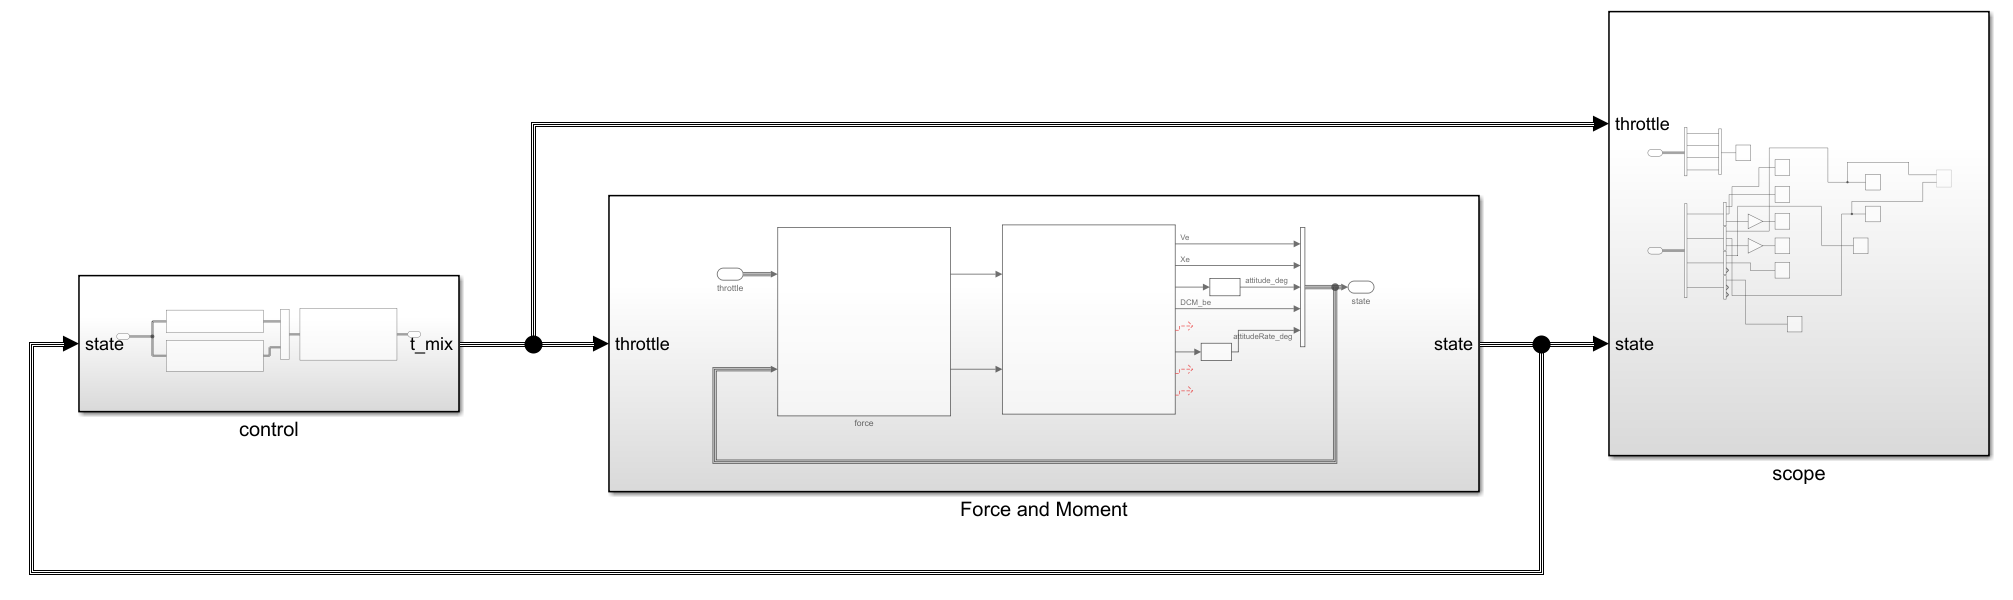 throttle
Ve
Xe
throttle
attitude_deg
state
DCM_be
attitudeRate_deg
state
t_mix
throttle
state
state
force
control
scope
Force and Moment